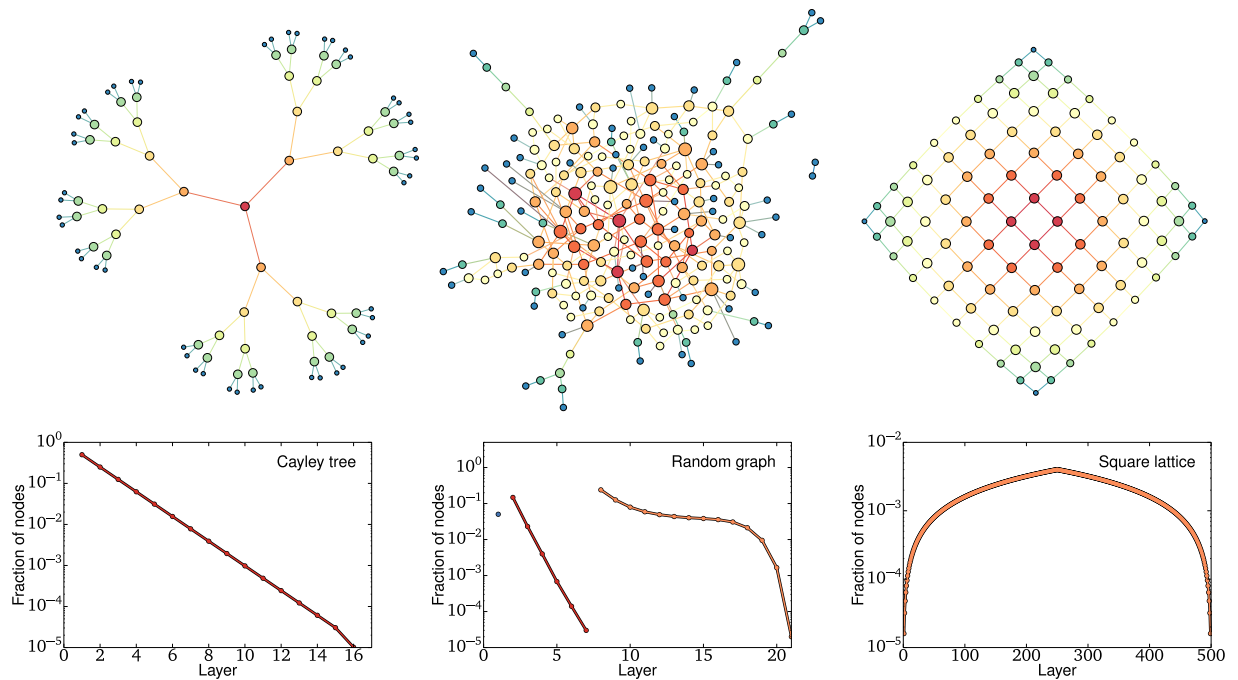 Cayley tree
Fraction of nodes
10^0
10^−1
10^−2
10^−3
10^−4
10^−5
0 2 4 6 8 10 12 14 16
Layer
Random graph
Fraction of nodes
10^0
10^−1
10^−2
10^−3
10^−4
10^−5
0 5 10 15 20
Layer
Square lattice
Fraction of nodes
10^−2
10^−3
10^−4
10^−5
0 100 200 300 400 500
Layer